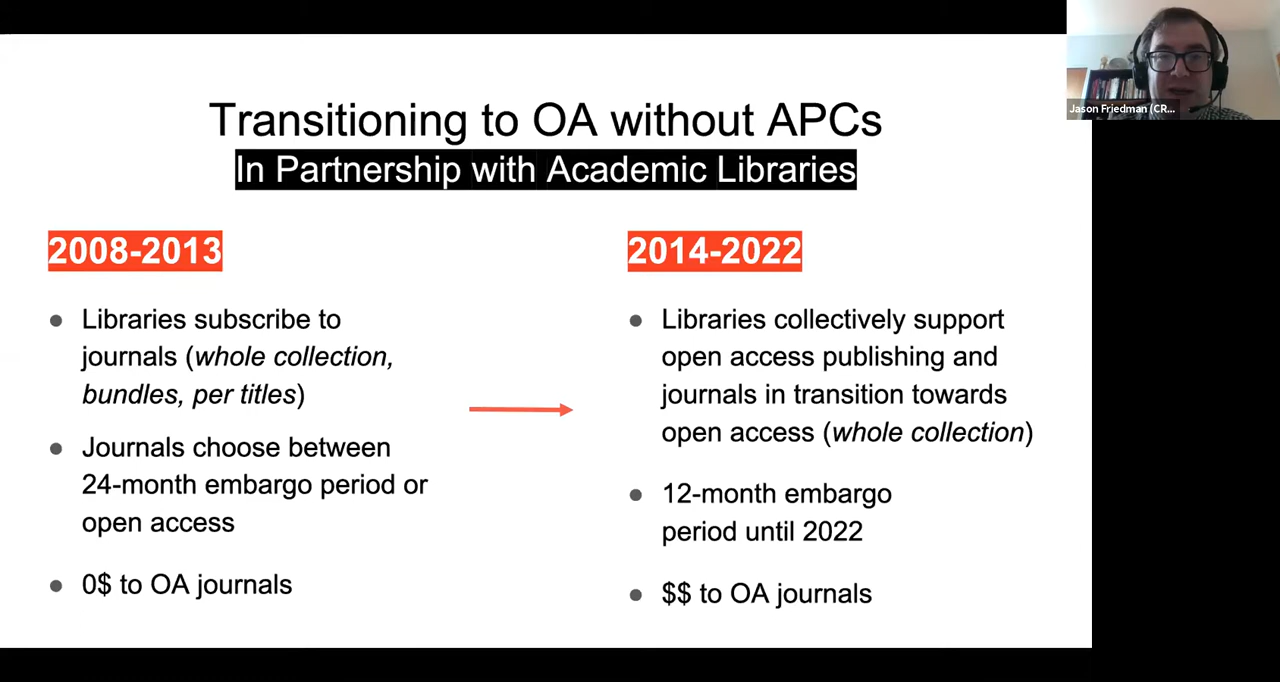 Transitioning to OA without APCs
In Partnership with Academic Libraries
Jason Friedman (CR...
2008-2013
● Libraries subscribe to
journals (whole collection,
bundles, per titles)
● Journals choose between
24-month embargo period or
open access
● 0$ to OA journals
2014-2022
● Libraries collectively support
open access publishing and
journals in transition towards
open access (whole collection)
● 12-month embargo
period until 2022
● $$ to OA journals